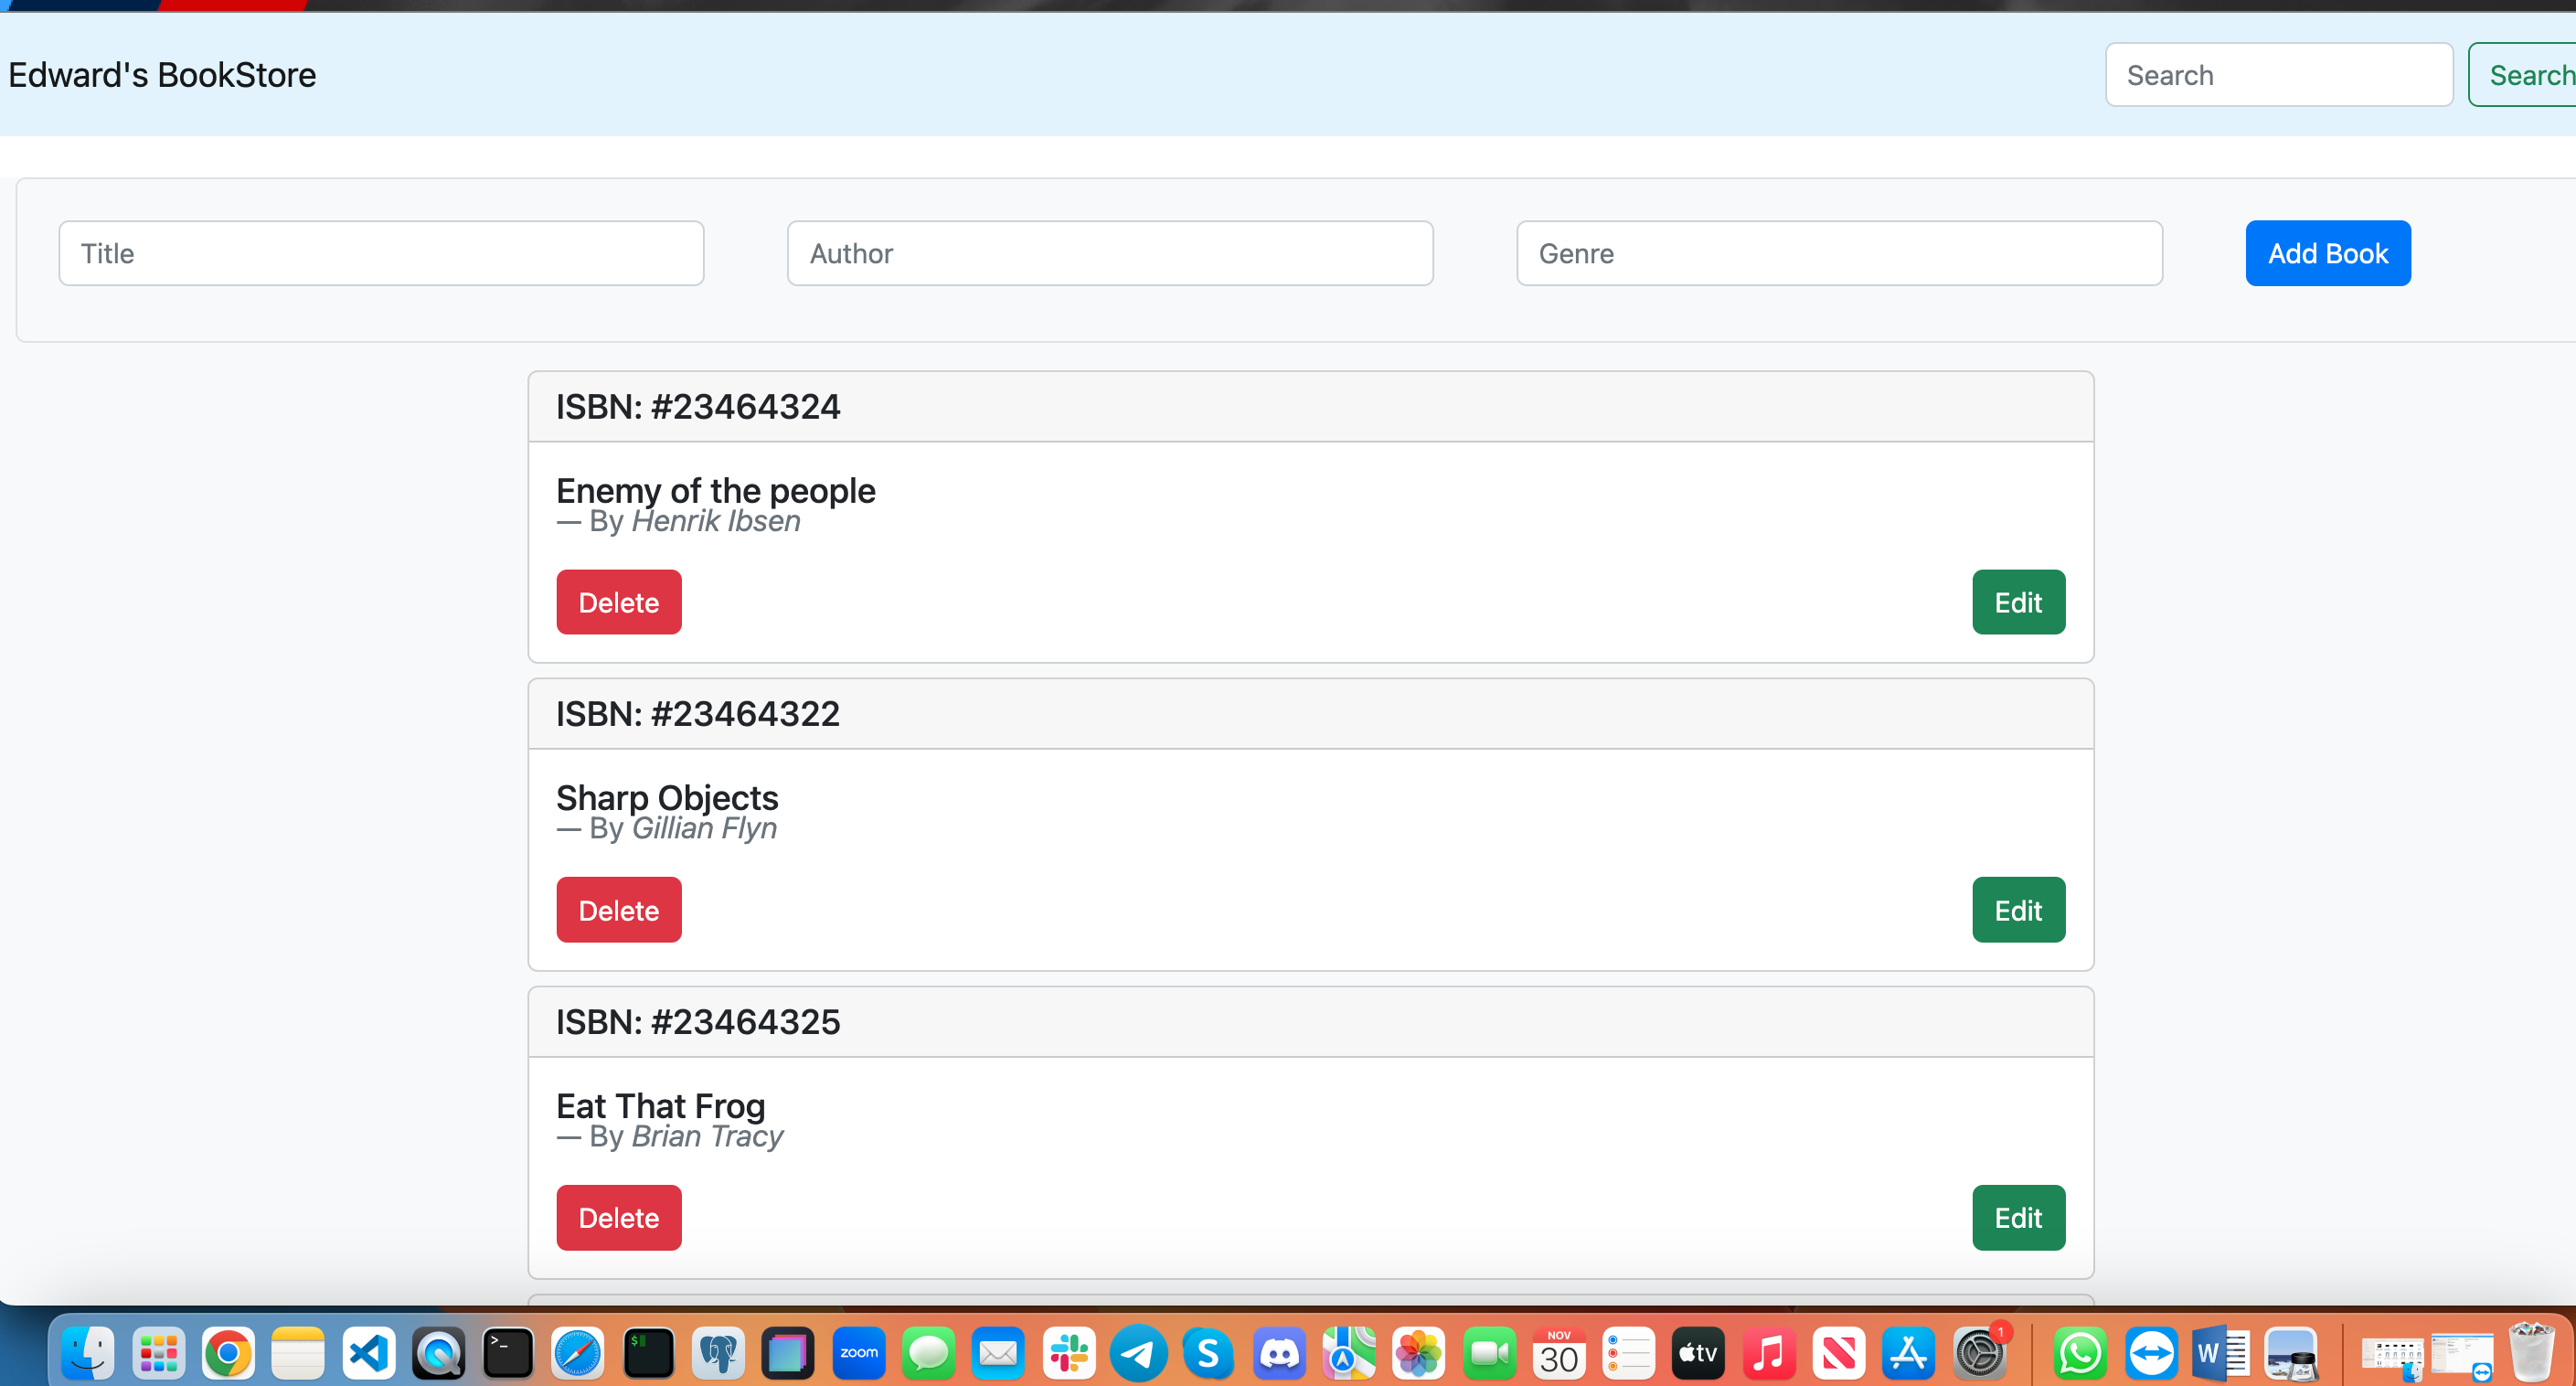 Edward's BookStore
Search
Search
Title
Author
Genre
Add Book
ISBN: #23464324
Enemy of the people
— By Henrik Ibsen
Delete
Edit
ISBN: #23464322
Sharp Objects
— By Gillian Flyn
Delete
Edit
ISBN: #23464325
Eat That Frog
— By Brian Tracy
Delete
Edit
>_
$
zoom
S
NOV
30
tv
1
W